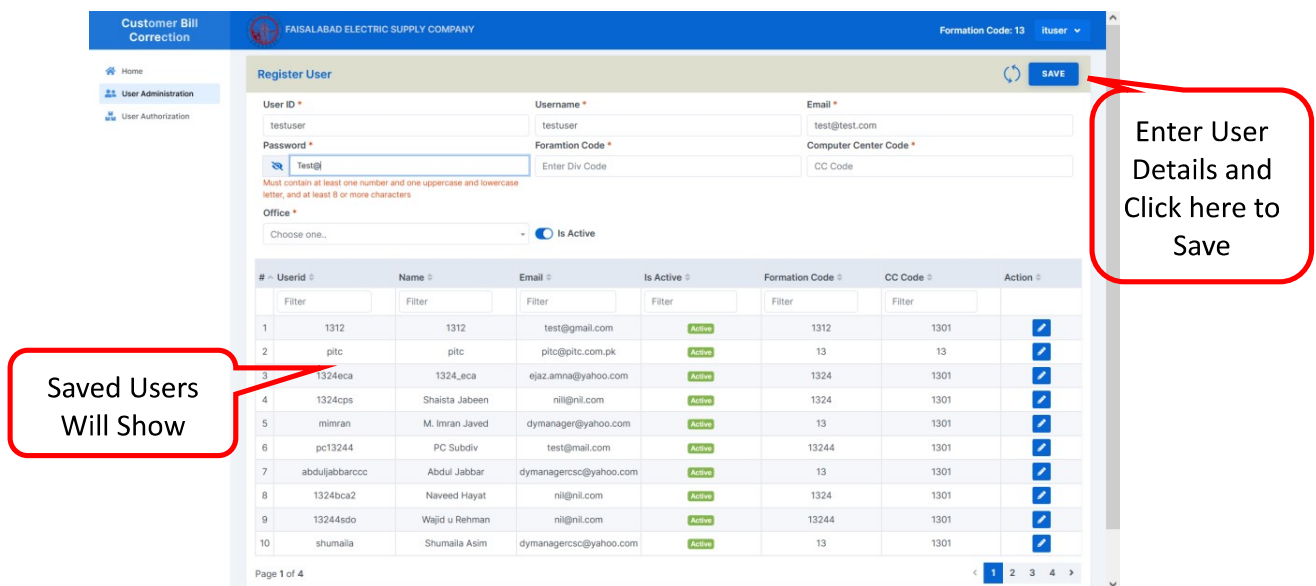 Customer Bill
Correction
FAISALABAD ELECTRIC SUPPLY COMPANY
Formation Code: 13 ituser
Home
User Administration
User Authorization
Register User
SAVE
User ID *
Username *
Email *
testuser
testuser
test@test.com
Password *
Foramtion Code *
Computer Center Code *
Test@
Enter Div Code
CC Code
Must contain at least one number and one uppercase and lowercase
letter, and at least 8 or more characters
Office *
Choose one..
Is Active
Enter User
Details and
Click here to
Save
# Userid Name Email Is Active Formation Code CC Code Action
Filter Filter Filter Filter Filter Filter
1 1312 1312 test@gmail.com Active 1312 1301
2 pitc pitc pitc@pitc.com.pk Active 13 13
3 1324eca 1324_eca ejaz.amna@yahoo.com Active 1324 1301
4 1324cps Shaista Jabeen nill@nil.com Active 1324 1301
5 mimran M. Imran Javed dymanager@yahoo.com Active 13 1301
6 pc13244 PC Subdiv test@mail.com Active 13244 1301
7 abduljabbarccc Abdul Jabbar dymanagercsc@yahoo.com Active 13 1301
8 1324bca2 Naveed Hayat nil@nil.com Active 1324 1301
9 13244sdo Wajid u Rehman nil@nil.com Active 13244 1301
10 shumaila Shumaila Asim dymanagercsc@yahoo.com Active 13 1301
Saved Users
Will Show
Page 1 of 4
‹ 1 2 3 4 ›